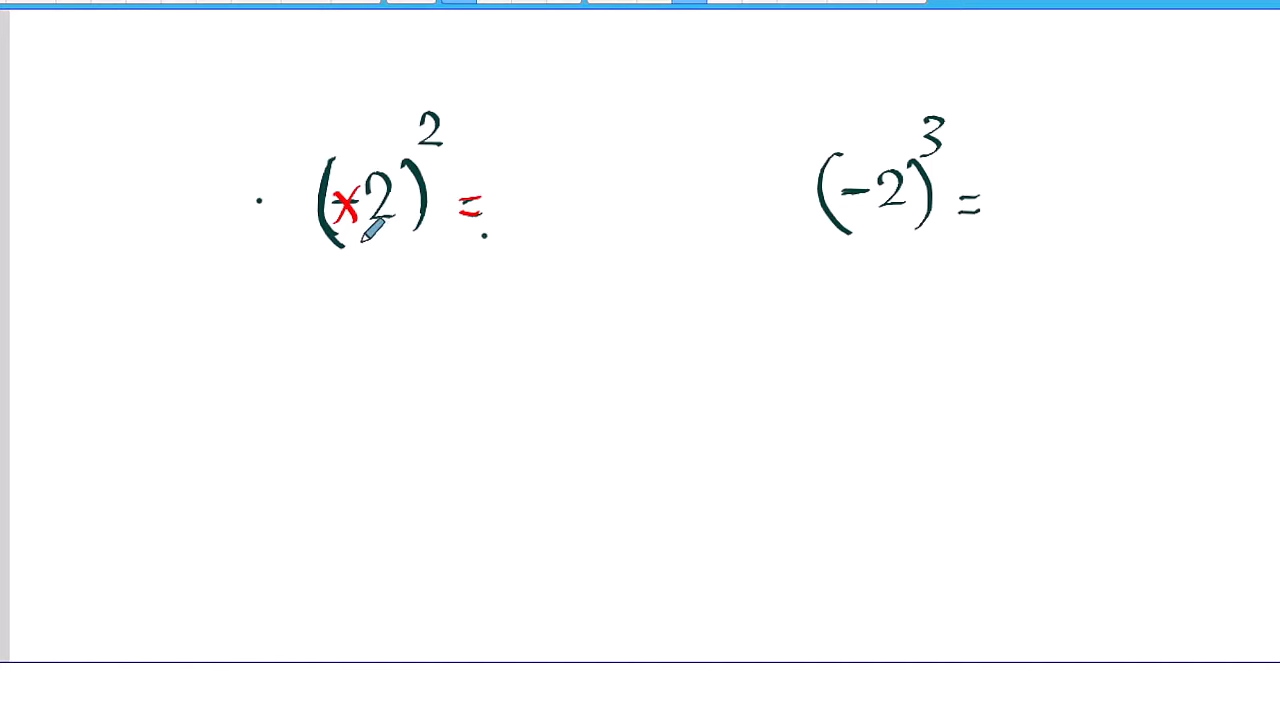 (-2)^2 =
(-2)^3 =